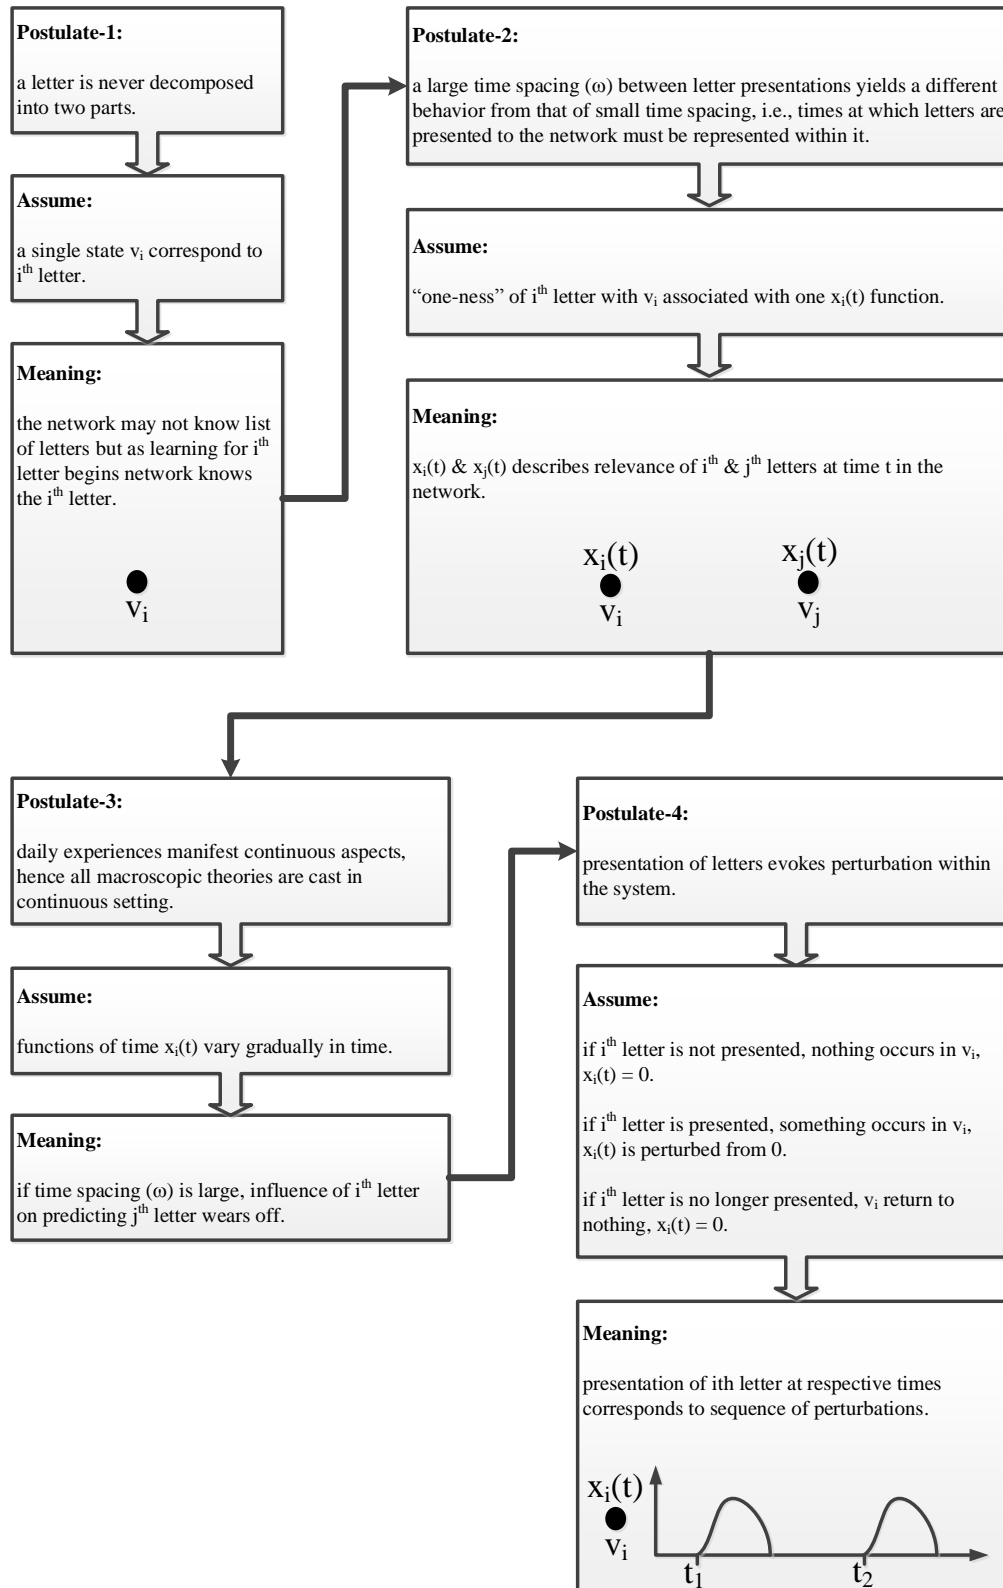 Postulate-1:
a letter is never decomposed
into two parts.
Assume:
a single state vᵢ correspond to
iᵗʰ letter.
Meaning:
the network may not know list
of letters but as learning for iᵗʰ
letter begins network knows
the iᵗʰ letter.
vᵢ
Postulate-2:
a large time spacing (ω) between letter presentations yields a different
behavior from that of small time spacing, i.e., times at which letters are
presented to the network must be represented within it.
Assume:
“one-ness” of iᵗʰ letter with vᵢ associated with one xᵢ(t) function.
Meaning:
xᵢ(t) & xⱼ(t) describes relevance of iᵗʰ & jᵗʰ letters at time t in the
network.
xᵢ(t) xⱼ(t)
vᵢ vⱼ
Postulate-3:
daily experiences manifest continuous aspects,
hence all macroscopic theories are cast in
continuous setting.
Assume:
functions of time xᵢ(t) vary gradually in time.
Meaning:
if time spacing (ω) is large, influence of iᵗʰ letter
on predicting jᵗʰ letter wears off.
Postulate-4:
presentation of letters evokes perturbation within
the system.
Assume:
if iᵗʰ letter is not presented, nothing occurs in vᵢ,
xᵢ(t) = 0.
if iᵗʰ letter is presented, something occurs in vᵢ,
xᵢ(t) is perturbed from 0.
if iᵗʰ letter is no longer presented, vᵢ return to
nothing, xᵢ(t) = 0.
Meaning:
presentation of ith letter at respective times
corresponds to sequence of perturbations.
xᵢ(t)
vᵢ
t₁ t₂